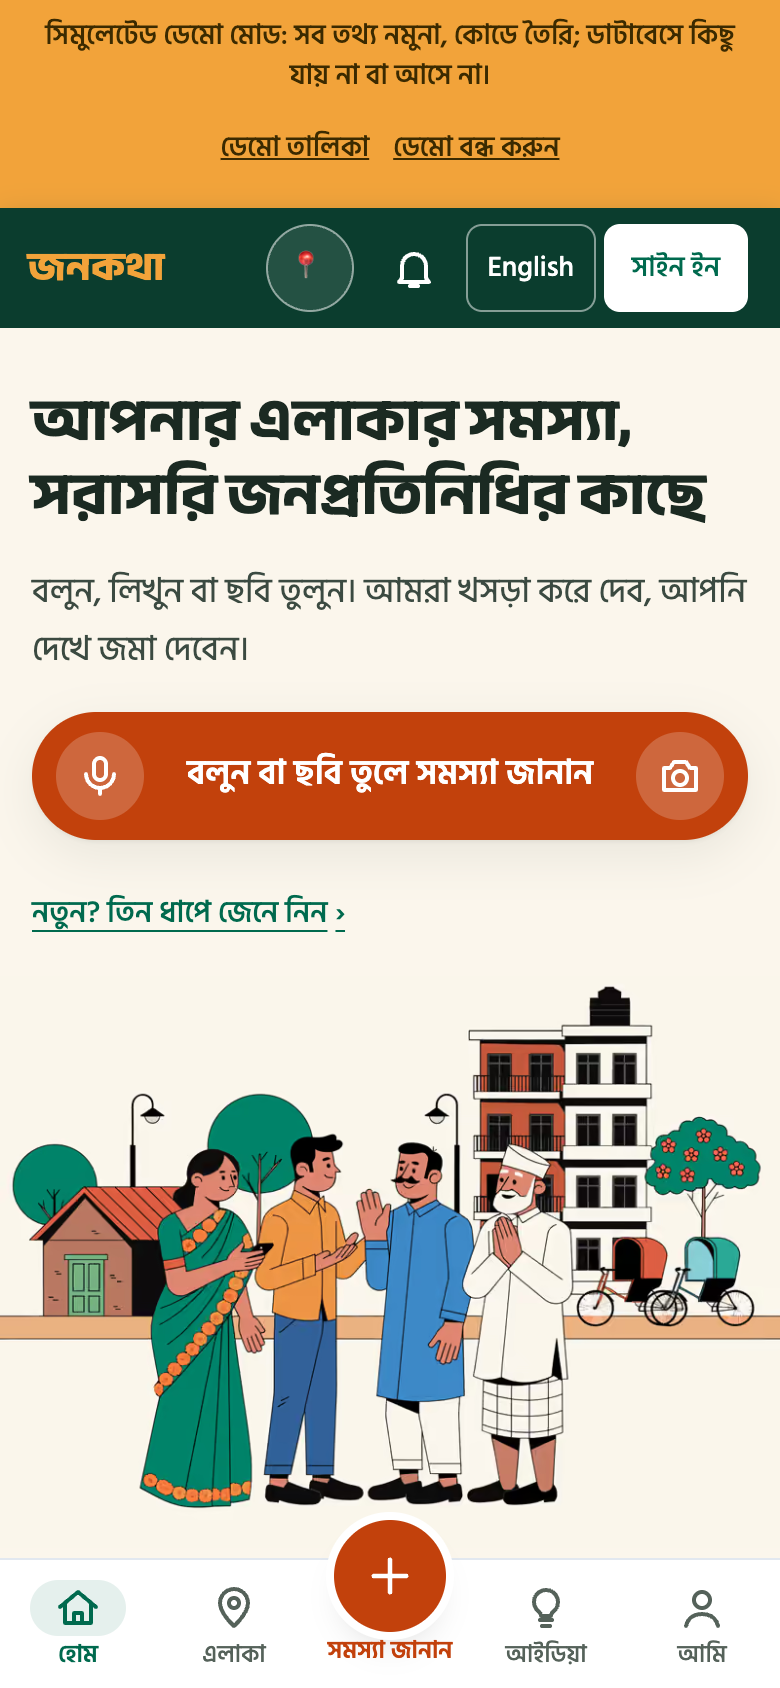 সিমুলেটেড ডেমো মোড: সব তথ্য নমুনা, কোডে তৈরি; ডাটাবেসে কিছু
যায় না বা আসে না।
ডেমো তালিকা ডেমো বন্ধ করুন
জনকথা English সাইন ইন
আপনার এলাকার সমস্যা,
সরাসরি জনপ্রতিনিধির কাছে
বলুন, লিখুন বা ছবি তুলুন। আমরা খসড়া করে দেব, আপনি
দেখে জমা দেবেন।
বলুন বা ছবি তুলে সমস্যা জানান
নতুন? তিন ধাপে জেনে নিন ›
হোম এলাকা সমস্যা জানান আইডিয়া আমি